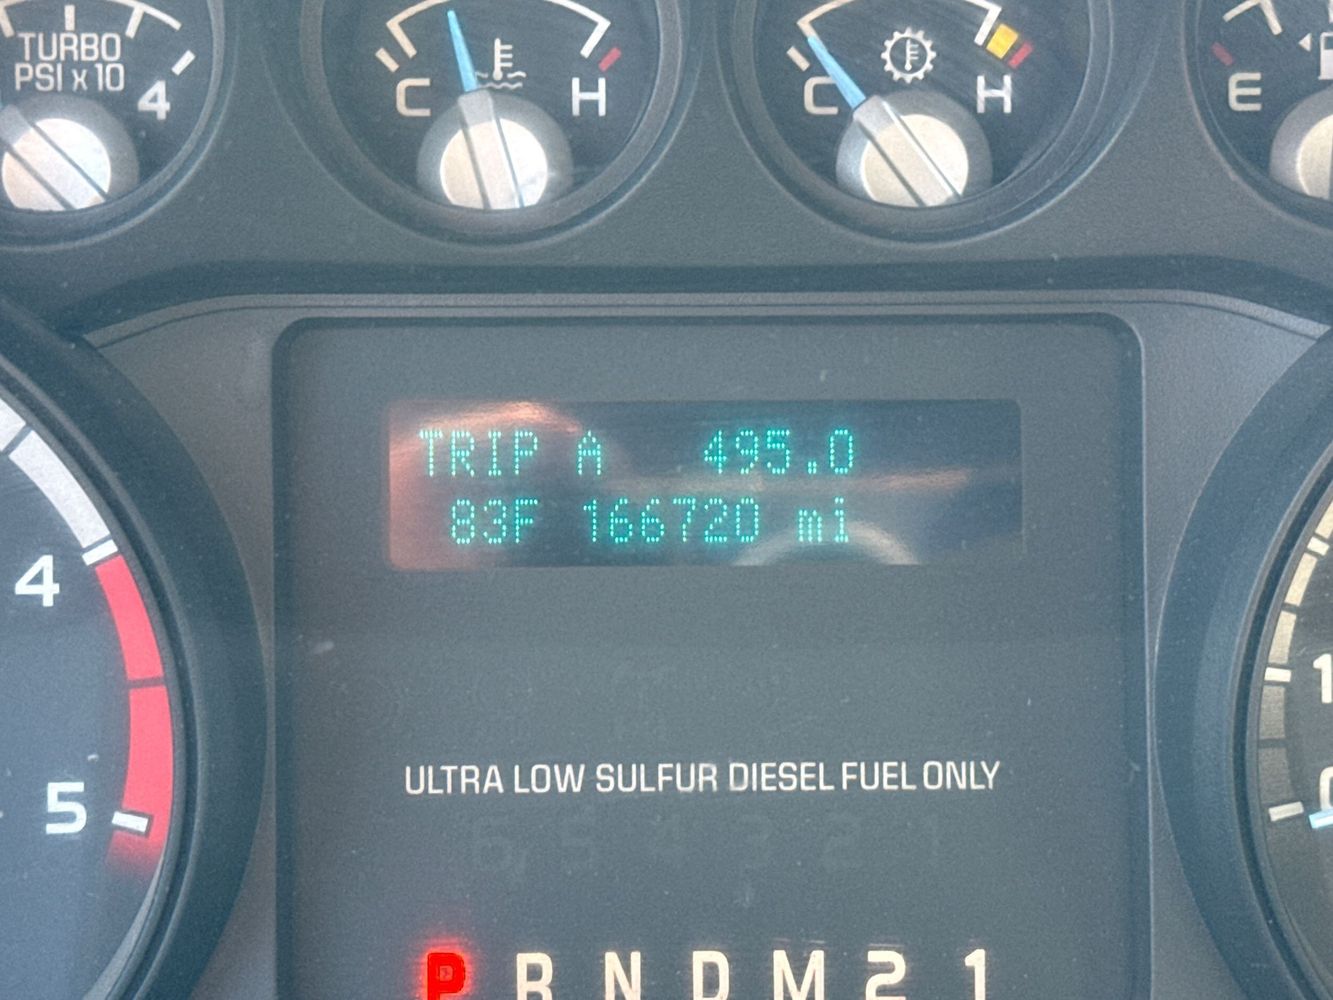 TURBO
PSI x 10
4
C H
C H
E
TRIP A 495.0
83F 166720 mi
4
5
ULTRA LOW SULFUR DIESEL FUEL ONLY
P R N D M 2 1